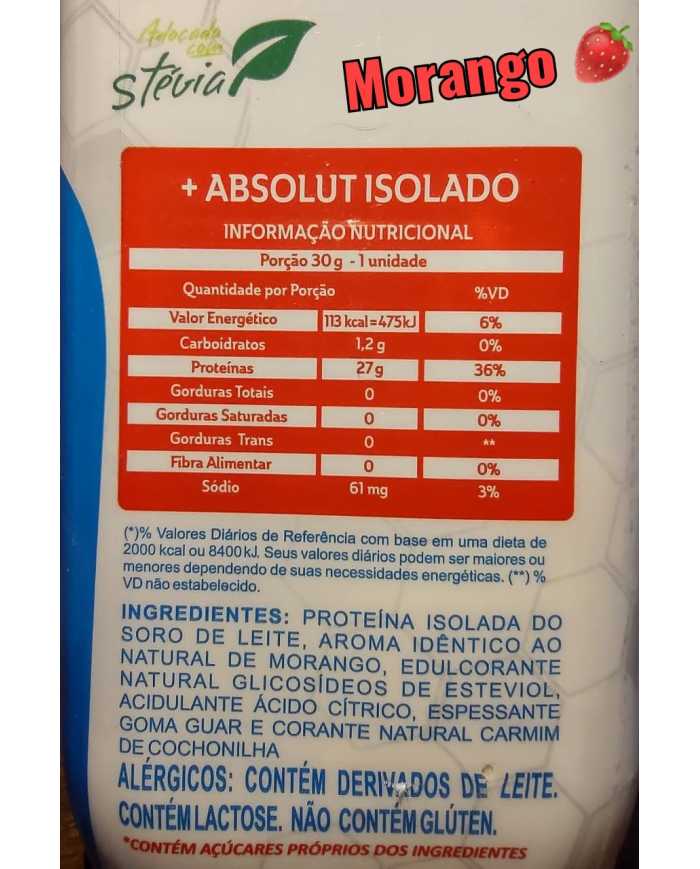 Adoçado
com
stévia
Morango
+ ABSOLUT ISOLADO
INFORMAÇÃO NUTRICIONAL
Porção 30 g - 1 unidade
Quantidade por Porção %VD
Valor Energético 113 kcal=475kJ 6%
Carboidratos 1,2 g 0%
Proteínas 27 g 36%
Gorduras Totais 0 0%
Gorduras Saturadas 0 0%
Gorduras Trans 0 **
Fibra Alimentar 0 0%
Sódio 61 mg 3%
(*)% Valores Diários de Referência com base em uma dieta de
2000 kcal ou 8400 kJ. Seus valores diários podem ser maiores ou
menores dependendo de suas necessidades energéticas. (**) %
VD não estabelecido.
INGREDIENTES: PROTEÍNA ISOLADA DO
SORO DE LEITE, AROMA IDÊNTICO AO
NATURAL DE MORANGO, EDULCORANTE
NATURAL GLICOSÍDEOS DE ESTEVIOL,
ACIDULANTE ÁCIDO CÍTRICO, ESPESSANTE
GOMA GUAR E CORANTE NATURAL CARMIM
DE COCHONILHA
ALÉRGICOS: CONTÉM DERIVADOS DE LEITE.
CONTÉM LACTOSE. NÃO CONTÉM GLÚTEN.
*CONTÉM AÇÚCARES PRÓPRIOS DOS INGREDIENTES